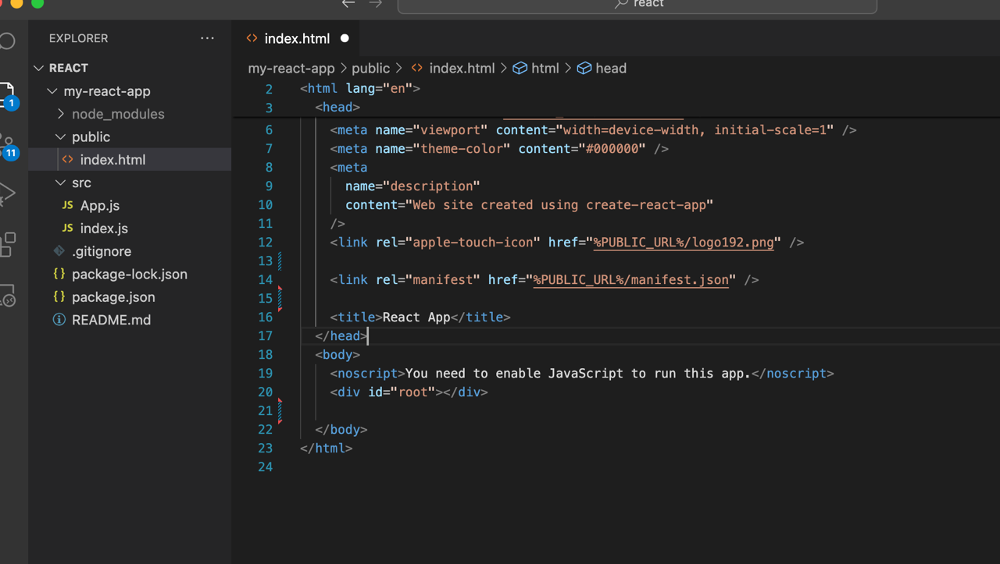 react
EXPLORER ...
index.html
REACT
my-react-app > public > index.html > html > head
my-react-app
node_modules
public
index.html
src
JS App.js
JS index.js
.gitignore
{} package-lock.json
{} package.json
README.md
1
11
2 <html lang="en">
3 <head>
6 <meta name="viewport" content="width=device-width, initial-scale=1" />
7 <meta name="theme-color" content="#000000" />
8 <meta
9 name="description"
10 content="Web site created using create-react-app"
11 />
12 <link rel="apple-touch-icon" href="%PUBLIC_URL%/logo192.png" />
13
14 <link rel="manifest" href="%PUBLIC_URL%/manifest.json" />
15
16 <title>React App</title>
17 </head>
18 <body>
19 <noscript>You need to enable JavaScript to run this app.</noscript>
20 <div id="root"></div>
21
22 </body>
23 </html>
24